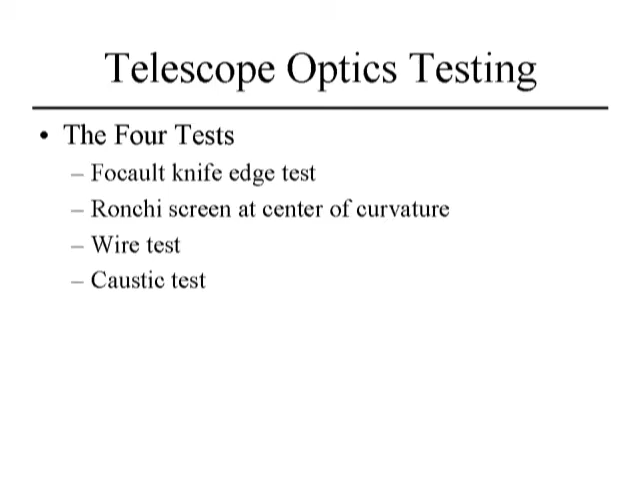 Telescope Optics Testing
• The Four Tests
– Focault knife edge test
– Ronchi screen at center of curvature
– Wire test
– Caustic test